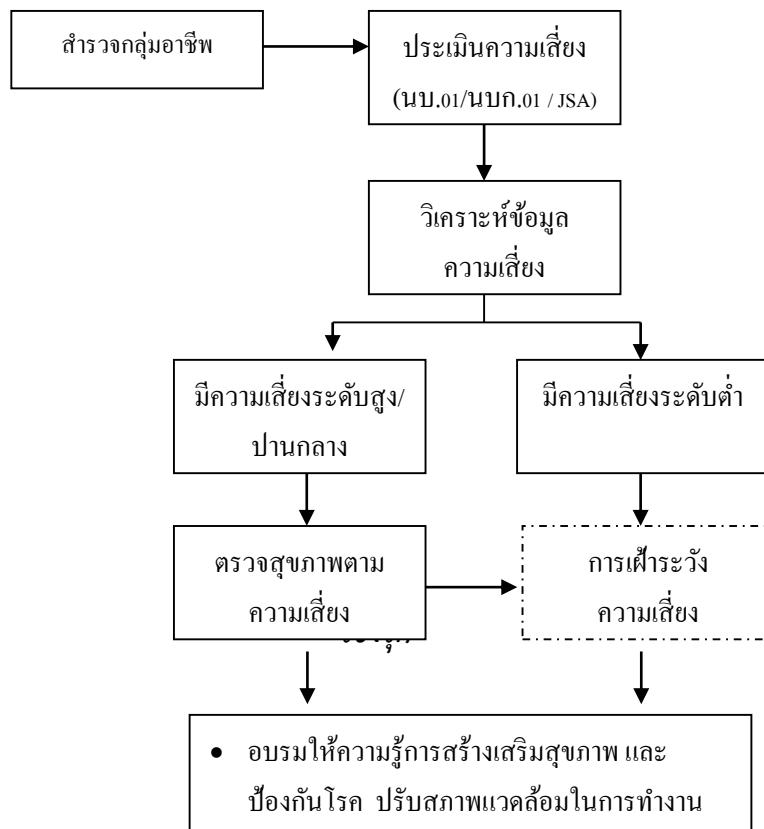 สำรวจกลุ่มอาชีพ
ประเมินความเสี่ยง
(นบ.01/นบก.01 / JSA)
วิเคราะห์ข้อมูล
ความเสี่ยง
มีความเสี่ยงระดับสูง/
ปานกลาง
มีความเสี่ยงระดับต่ำ
ตรวจสุขภาพตาม
ความเสี่ยง
การเฝ้าระวัง
ความเสี่ยง
• อบรมให้ความรู้การสร้างเสริมสุขภาพ และ
ป้องกันโรค ปรับสภาพแวดล้อมในการทำงาน